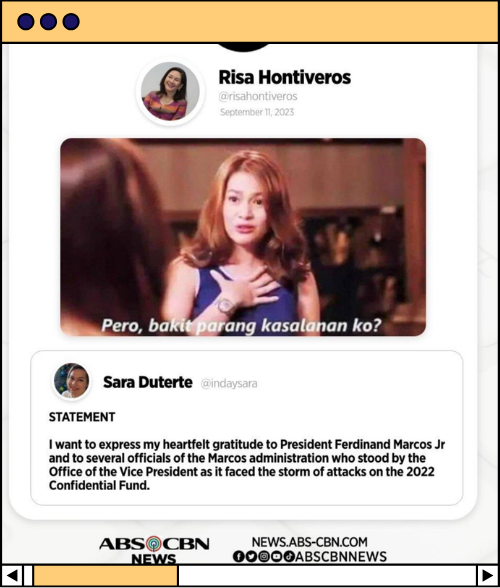 Risa Hontiveros
@risahontiveros
September 11, 2023
Pero, bakit parang kasalanan ko?
Sara Duterte @indaysara
STATEMENT
I want to express my heartfelt gratitude to President Ferdinand Marcos Jr
and to several officials of the Marcos administration who stood by the
Office of the Vice President as it faced the storm of attacks on the 2022
Confidential Fund.
ABS CBN
NEWS
NEWS.ABS-CBN.COM
ABSCBNNEWS